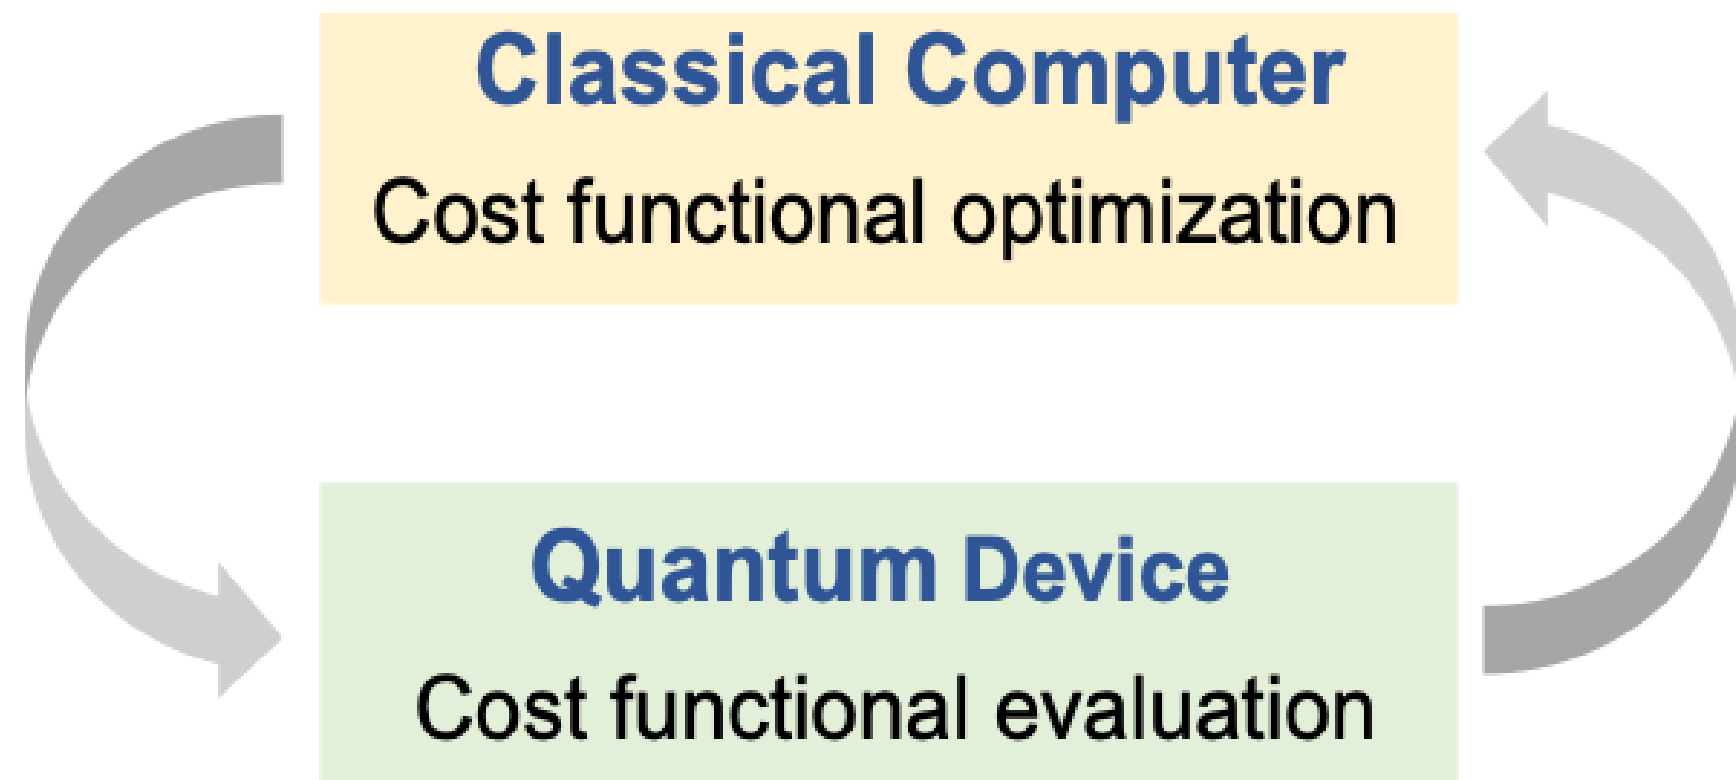 Classical Computer
Cost functional optimization
Quantum Device
Cost functional evaluation